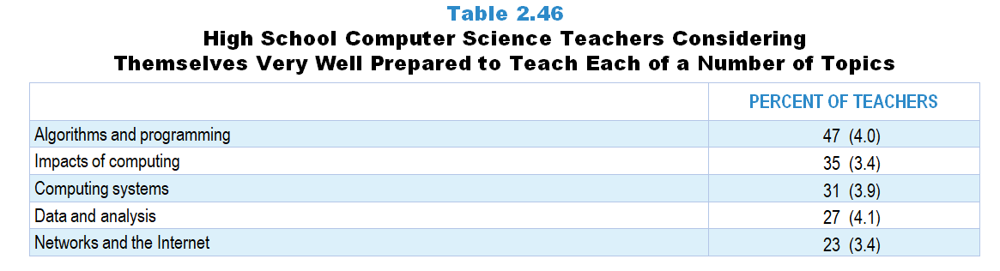 Table 2.46
High School Computer Science Teachers Considering
Themselves Very Well Prepared to Teach Each of a Number of Topics
PERCENT OF TEACHERS
Algorithms and programming 47 (4.0)
Impacts of computing 35 (3.4)
Computing systems 31 (3.9)
Data and analysis 27 (4.1)
Networks and the Internet 23 (3.4)